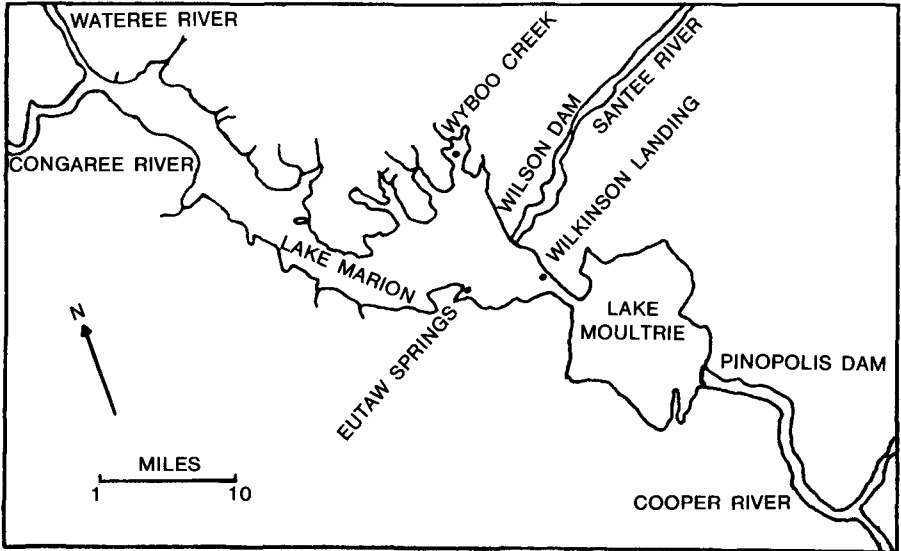 WATEREE RIVER
WYBOO CREEK
WILSON DAM
SANTEE RIVER
CONGAREE RIVER
WILKINSON LANDING
LAKE MARION
LAKE
MOULTRIE
N
EUTAW SPRINGS
PINOPOLIS DAM
MILES
1 10
COOPER RIVER